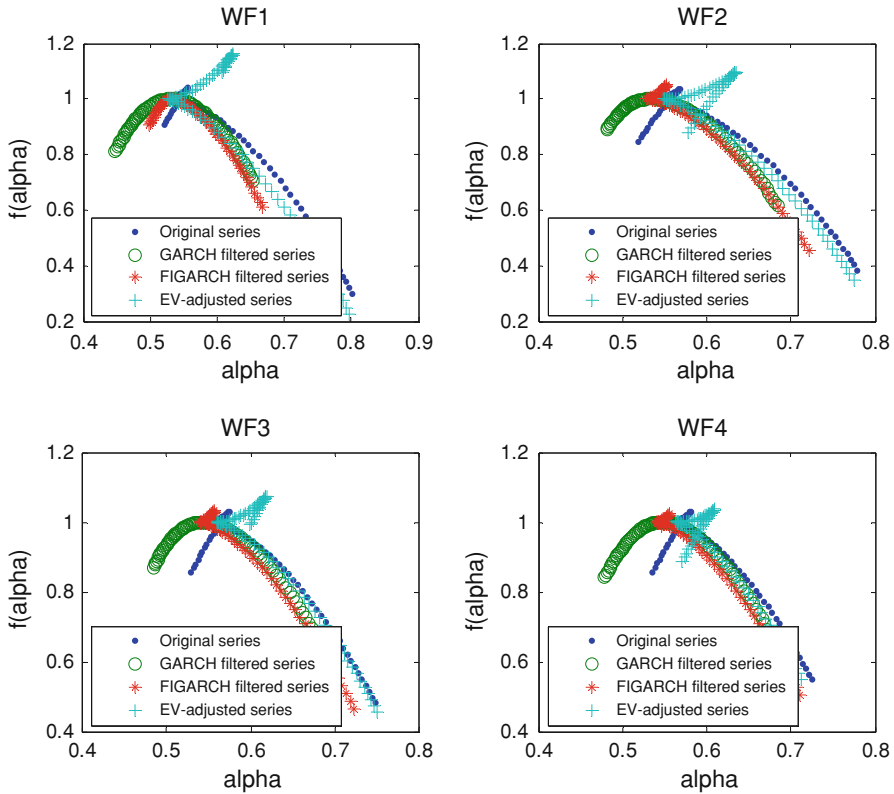 WF1
1.2
1
0.8
0.6
0.4
0.2
f(alpha)
Original series
GARCH filtered series
FIGARCH filtered series
EV-adjusted series
0.4 0.5 0.6 0.7 0.8 0.9
alpha
WF2
1.2
1
0.8
0.6
0.4
0.2
f(alpha)
Original series
GARCH filtered series
FIGARCH filtered series
EV-adjusted series
0.4 0.5 0.6 0.7 0.8
alpha
WF3
1.2
1
0.8
0.6
0.4
f(alpha)
Original series
GARCH filtered series
FIGARCH filtered series
EV-adjusted series
0.4 0.5 0.6 0.7 0.8
alpha
WF4
1.2
1
0.8
0.6
0.4
f(alpha)
Original series
GARCH filtered series
FIGARCH filtered series
EV-adjusted series
0.4 0.5 0.6 0.7 0.8
alpha